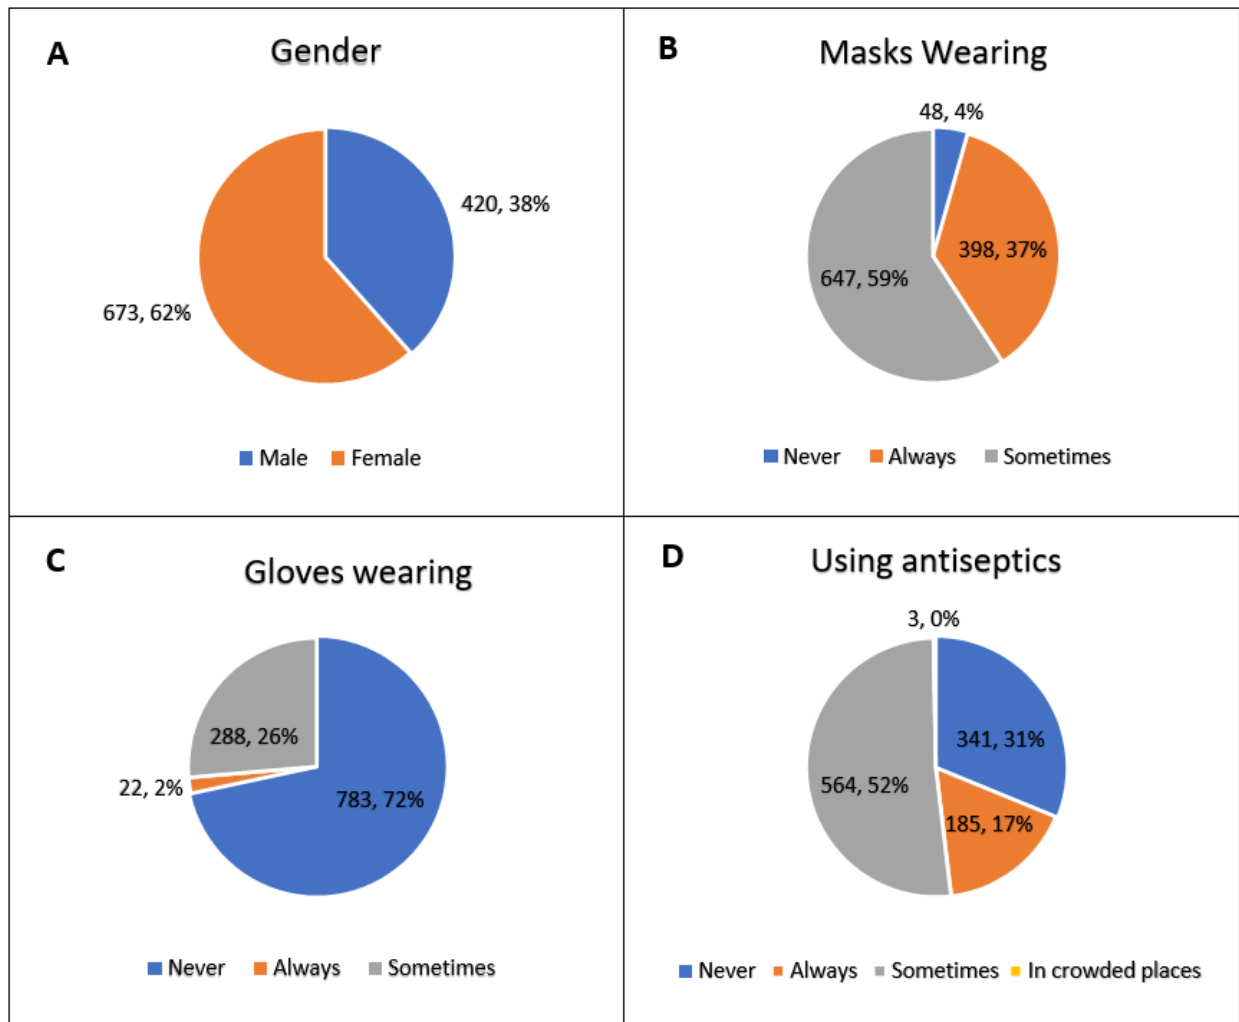 A
Gender
420, 38%
673, 62%
Male Female
B
Masks Wearing
48, 4%
398, 37%
647, 59%
Never Always Sometimes
C
Gloves wearing
288, 26%
22, 2%
783, 72%
Never Always Sometimes
D
Using antiseptics
3, 0%
341, 31%
564, 52%
185, 17%
Never Always Sometimes In crowded places